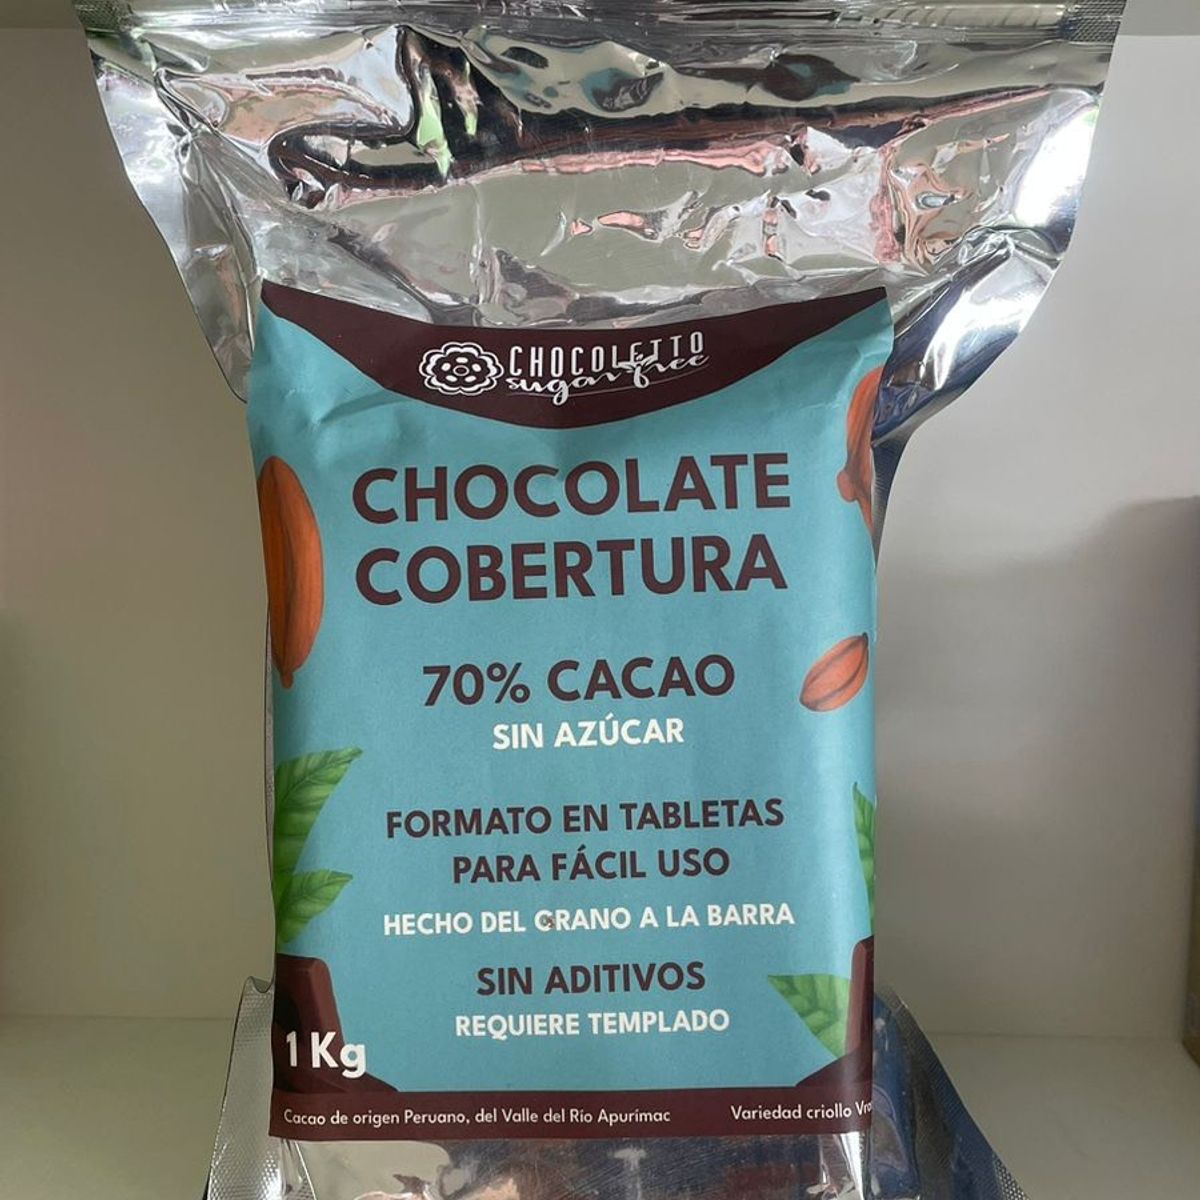 CHOCOLETTO
sugar free
CHOCOLATE
COBERTURA
70% CACAO
SIN AZÚCAR
FORMATO EN TABLETAS
PARA FÁCIL USO
HECHO DEL GRANO A LA BARRA
SIN ADITIVOS
REQUIERE TEMPLADO
1 Kg
Cacao de origen Peruano, del Valle del Río Apurímac
Variedad criollo